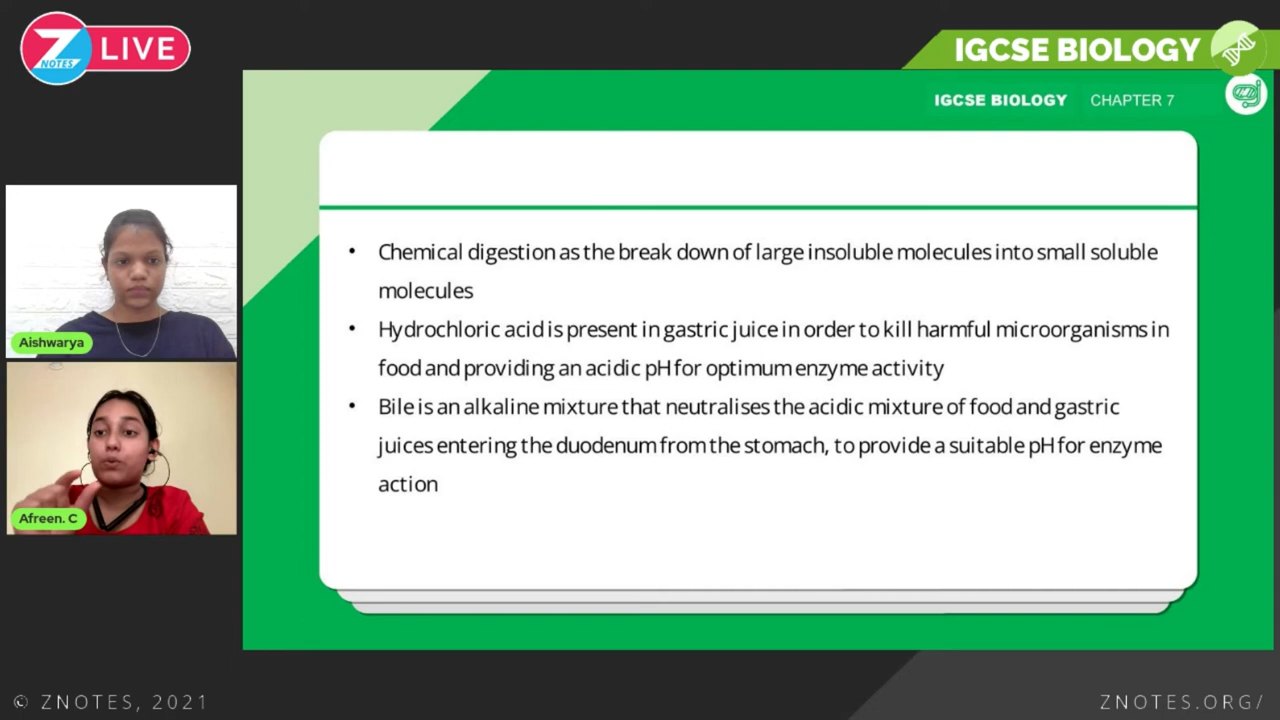 Z NOTES LIVE
IGCSE BIOLOGY
IGCSE BIOLOGY CHAPTER 7
• Chemical digestion as the break down of large insoluble molecules into small soluble
molecules
• Hydrochloric acid is present in gastric juice in order to kill harmful microorganisms in
food and providing an acidic pH for optimum enzyme activity
• Bile is an alkaline mixture that neutralises the acidic mixture of food and gastric
juices entering the duodenum from the stomach, to provide a suitable pH for enzyme
action
Aishwarya
Afreen. C
© ZNOTES, 2021
ZNOTES.ORG/